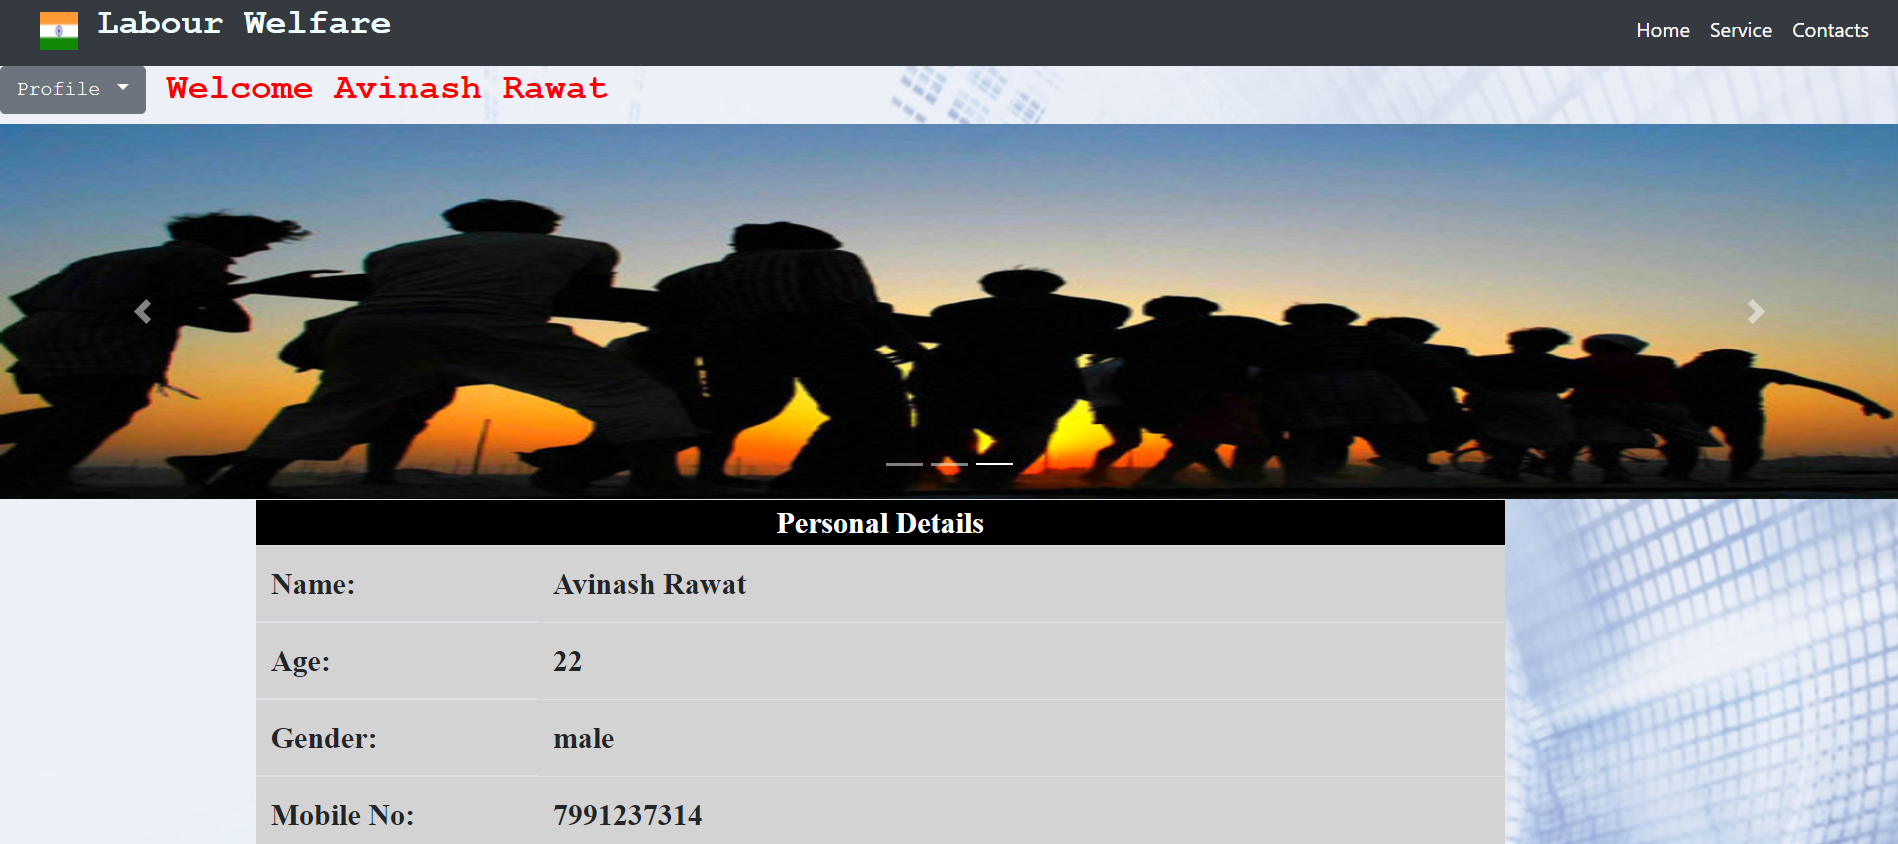 Labour Welfare
Home Service Contacts
Profile
Welcome Avinash Rawat
Personal Details
Name: Avinash Rawat
Age: 22
Gender: male
Mobile No: 7991237314